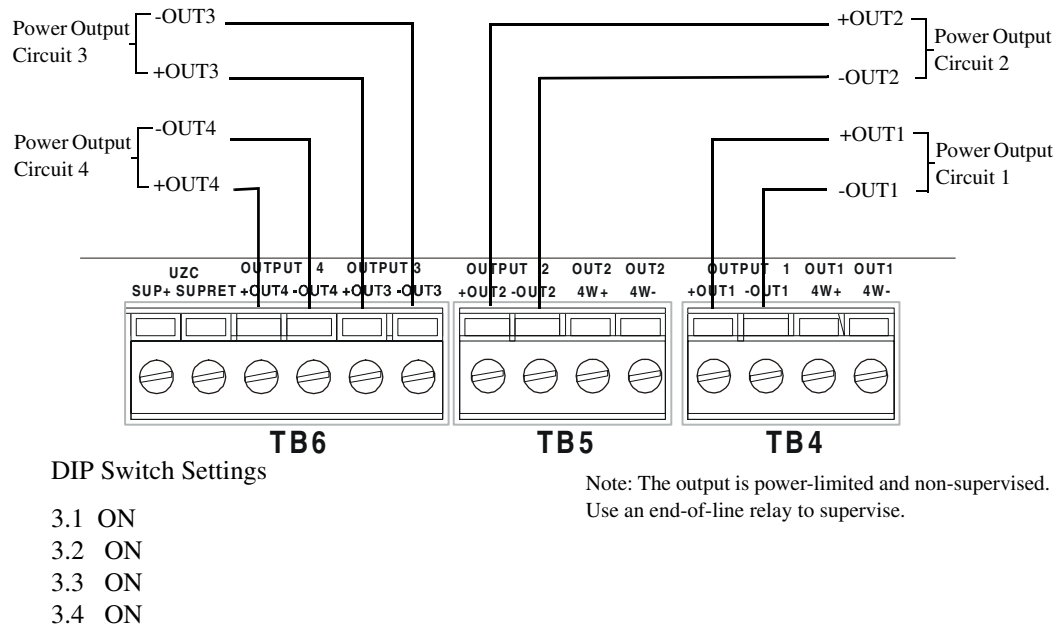 -OUT3
Power Output
Circuit 3
+OUT3
-OUT4
Power Output
Circuit 4
+OUT4
+OUT2
Power Output
Circuit 2
-OUT2
+OUT1
Power Output
Circuit 1
-OUT1
UZC OUTPUT 4 OUTPUT 3
SUP+ SUPRET +OUT4 -OUT4 +OUT3 -OUT3
OUTPUT 2 OUT2 OUT2
+OUT2 -OUT2 4W+ 4W-
OUTPUT 1 OUT1 OUT1
+OUT1 -OUT1 4W+ 4W-
TB6
TB5
TB4
DIP Switch Settings
3.1 ON
3.2 ON
3.3 ON
3.4 ON
Note: The output is power-limited and non-supervised.
Use an end-of-line relay to supervise.